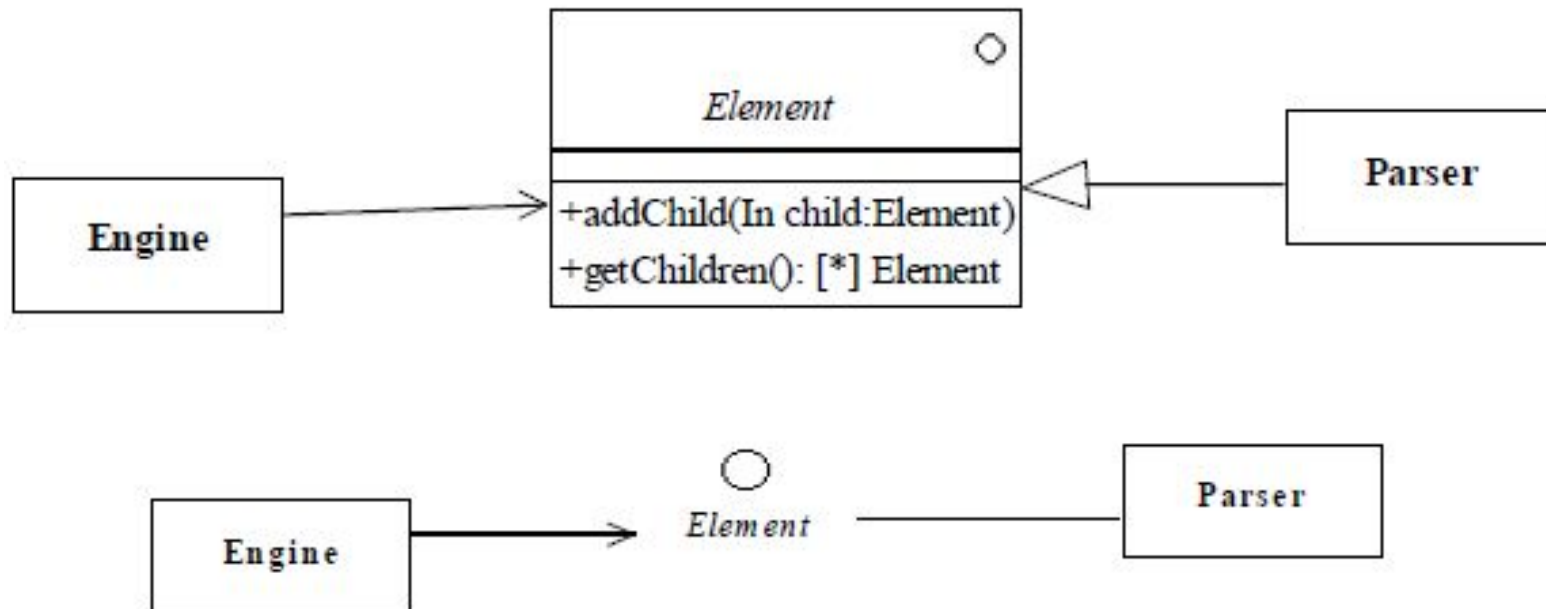 Element
Parser
Engine
+addChild(In child:Element)
+getChildren(): [*] Element
Parser
Element
Engine